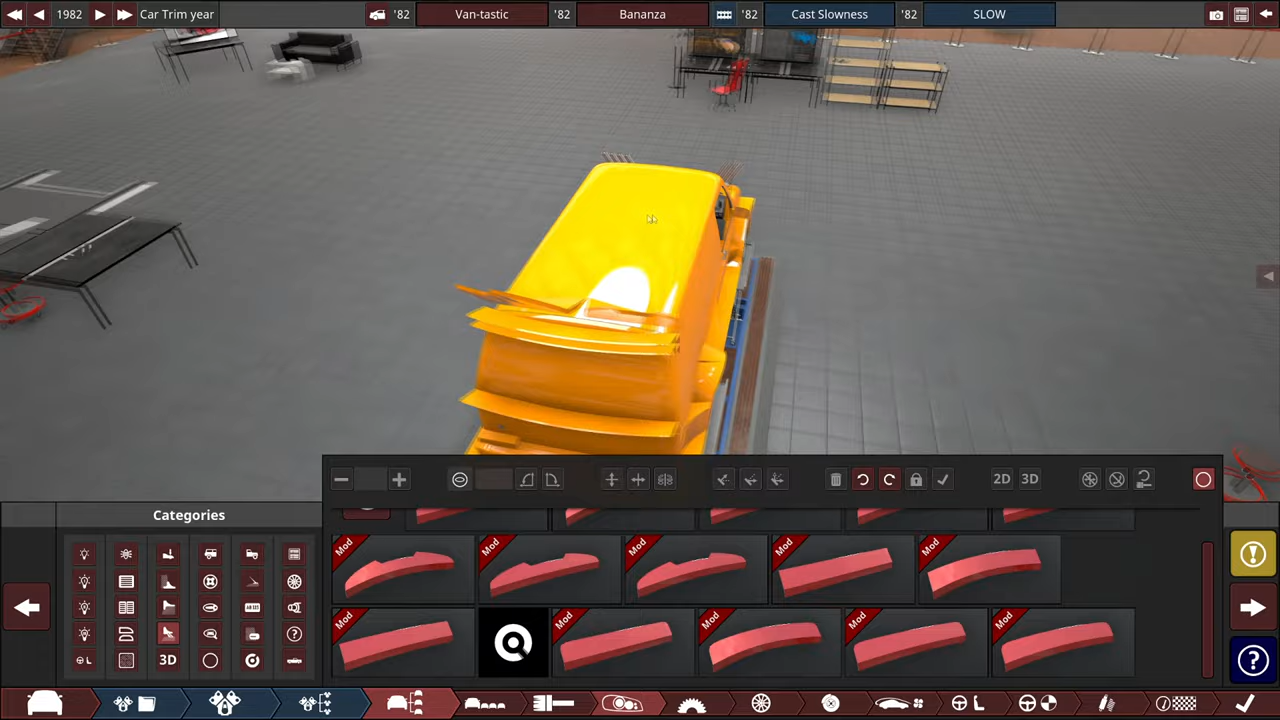 1982 Car Trim year '82 Van-tastic '82 Bananza '82 Cast Slowness '82 SLOW
2D 3D
Categories
Mod Mod Mod Mod Mod
Mod Mod Mod Mod Mod
3D
L